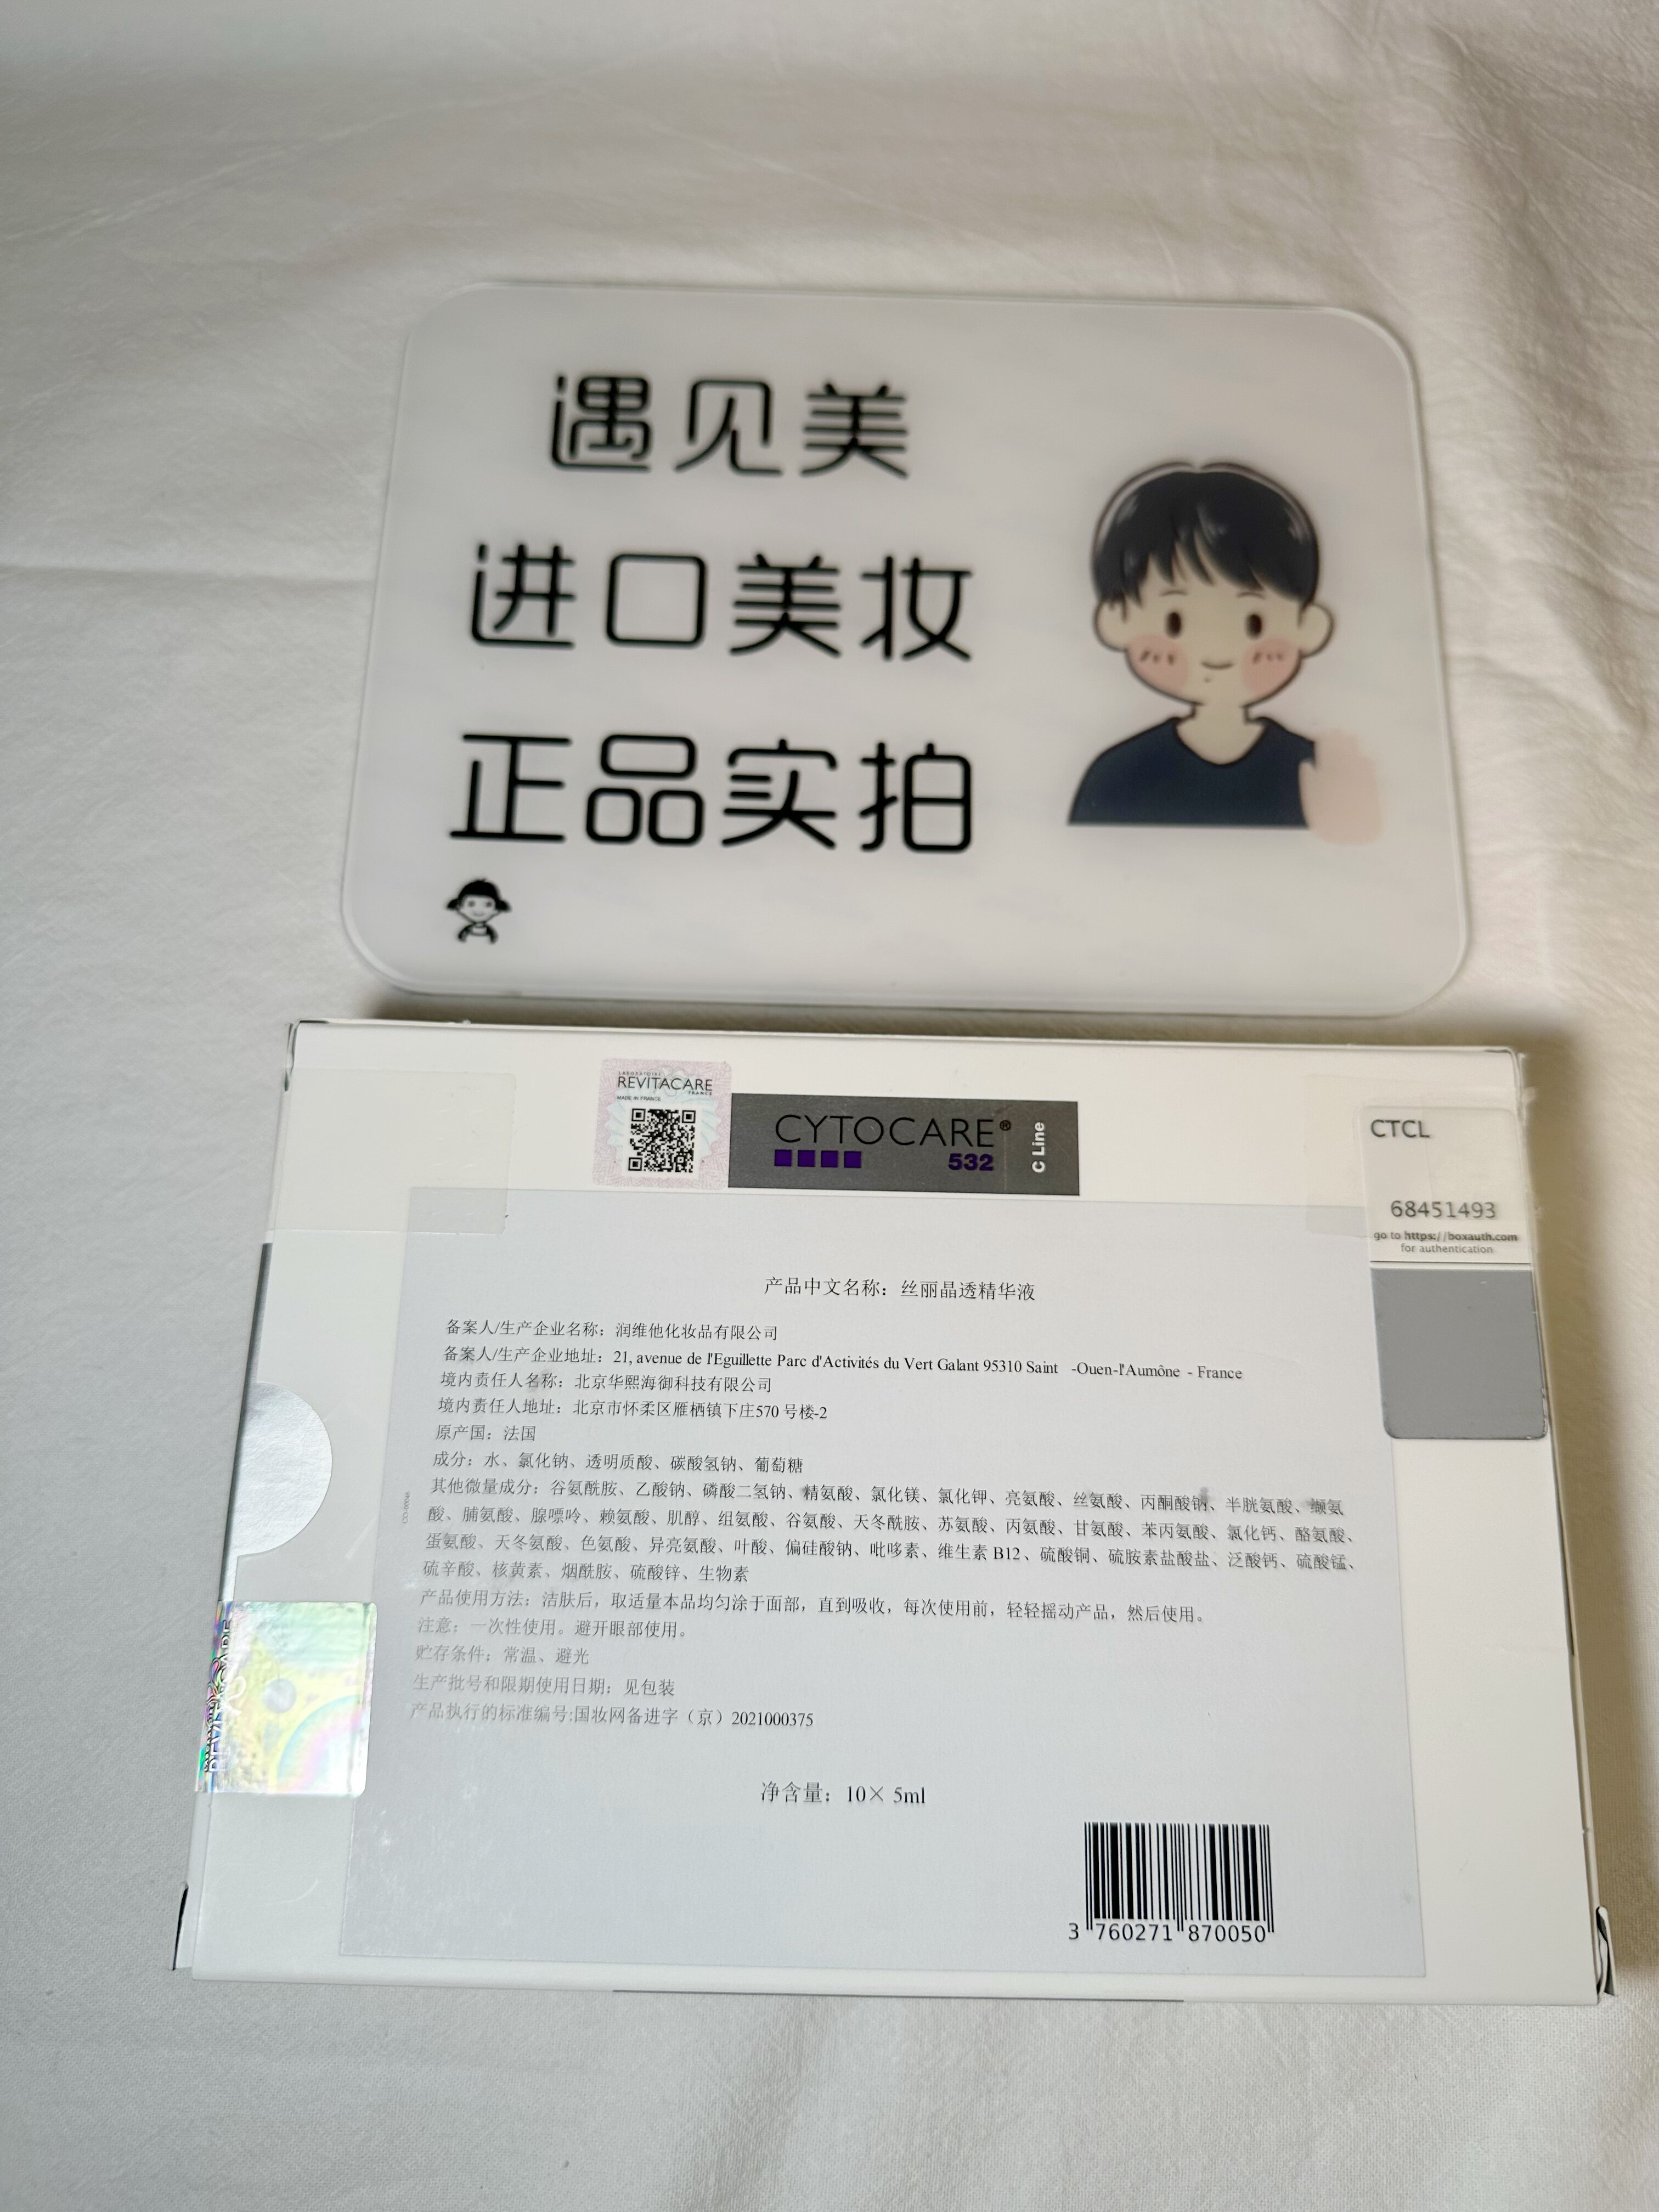 遇见美
进口美妆
正品实拍
LABORATOIRE
REVITACARE
FRANCE
MADE IN FRANCE
CYTOCARE®
532
C Line
CTCL
68451493
go to https://boxauth.com
for authentication
产品中文名称：丝丽晶透精华液
备案人/生产企业名称：润维他化妆品有限公司
备案人/生产企业地址：21, avenue de l'Eguillette Parc d'Activités du Vert Galant 95310 Saint -Ouen-l'Aumône - France
境内责任人名称：北京华熙海御科技有限公司
境内责任人地址：北京市怀柔区雁栖镇下庄570 号楼-2
原产国：法国
成分：水、氯化钠、透明质酸、碳酸氢钠、葡萄糖
其他微量成分：谷氨酰胺、乙酸钠、磷酸二氢钠、精氨酸、氯化镁、氯化钾、亮氨酸、丝氨酸、丙酮酸钠、半胱氨酸、缬氨
酸、脯氨酸、腺嘌呤、赖氨酸、肌醇、组氨酸、谷氨酸、天冬酰胺、苏氨酸、丙氨酸、甘氨酸、苯丙氨酸、氯化钙、酪氨酸、
蛋氨酸、天冬氨酸、色氨酸、异亮氨酸、叶酸、偏硅酸钠、吡哆素、维生素 B12、硫酸铜、硫胺素盐酸盐、泛酸钙、硫酸锰、
硫辛酸、核黄素、烟酰胺、硫酸锌、生物素
产品使用方法：洁肤后，取适量本品均匀涂于面部，直到吸收，每次使用前，轻轻摇动产品，然后使用。
注意：一次性使用。避开眼部使用。
贮存条件：常温、避光
生产批号和限期使用日期：见包装
产品执行的标准编号:国妆网备进字（京）2021000375
净含量：10× 5ml
3 760271 870050